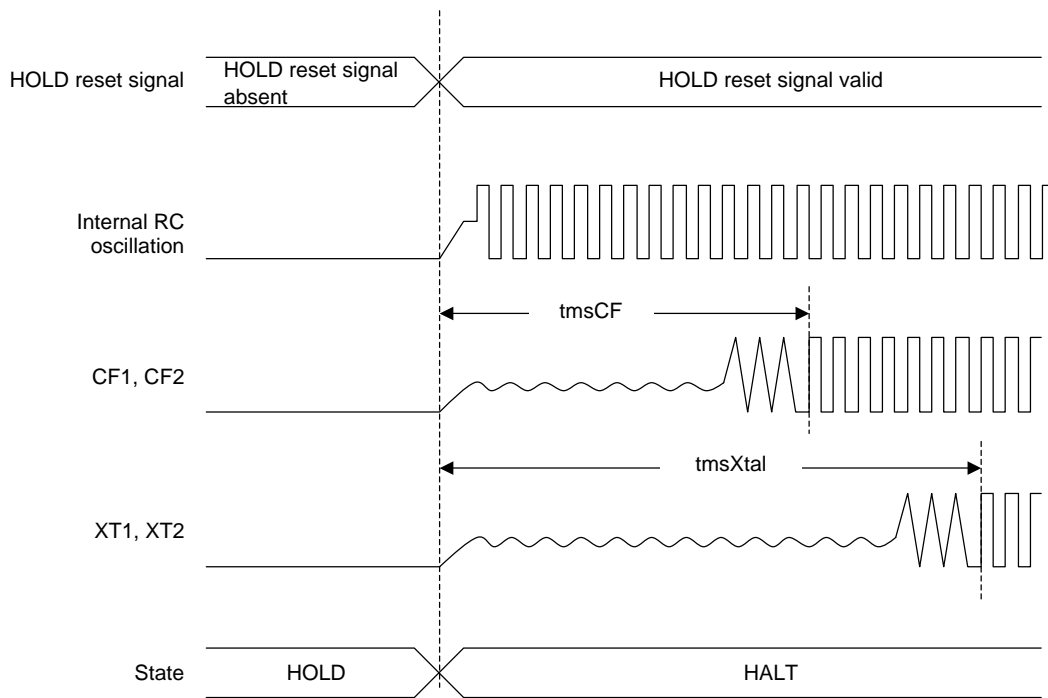 HOLD reset signal
HOLD reset signal
absent
HOLD reset signal valid
Internal RC
oscillation
tmsCF
CF1, CF2
tmsXtal
XT1, XT2
State
HOLD
HALT